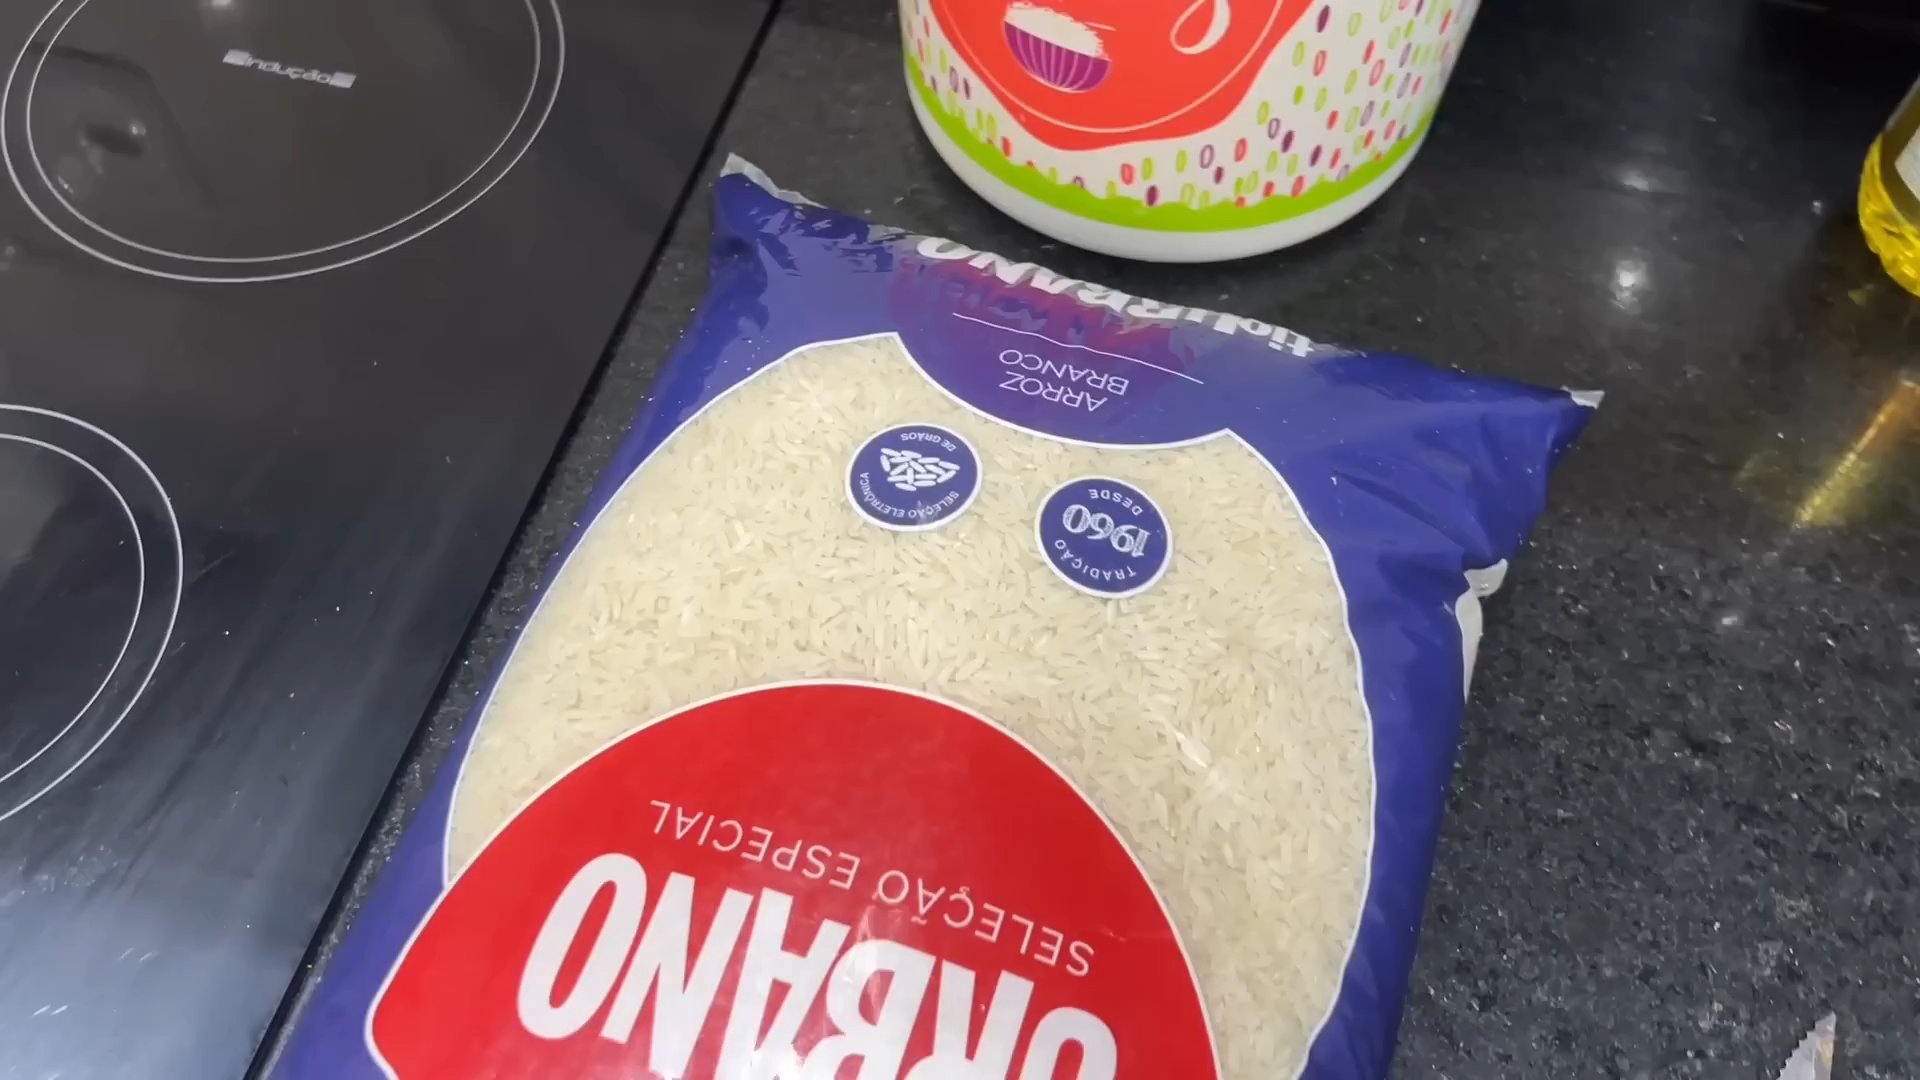 indução
tioURBANO
ARROZ
BRANCO
SELEÇÃO ELETRÔNICA
DE GRÃOS
DESDE
1960
TRADIÇÃO
SELEÇÃO ESPECIAL
URBANO